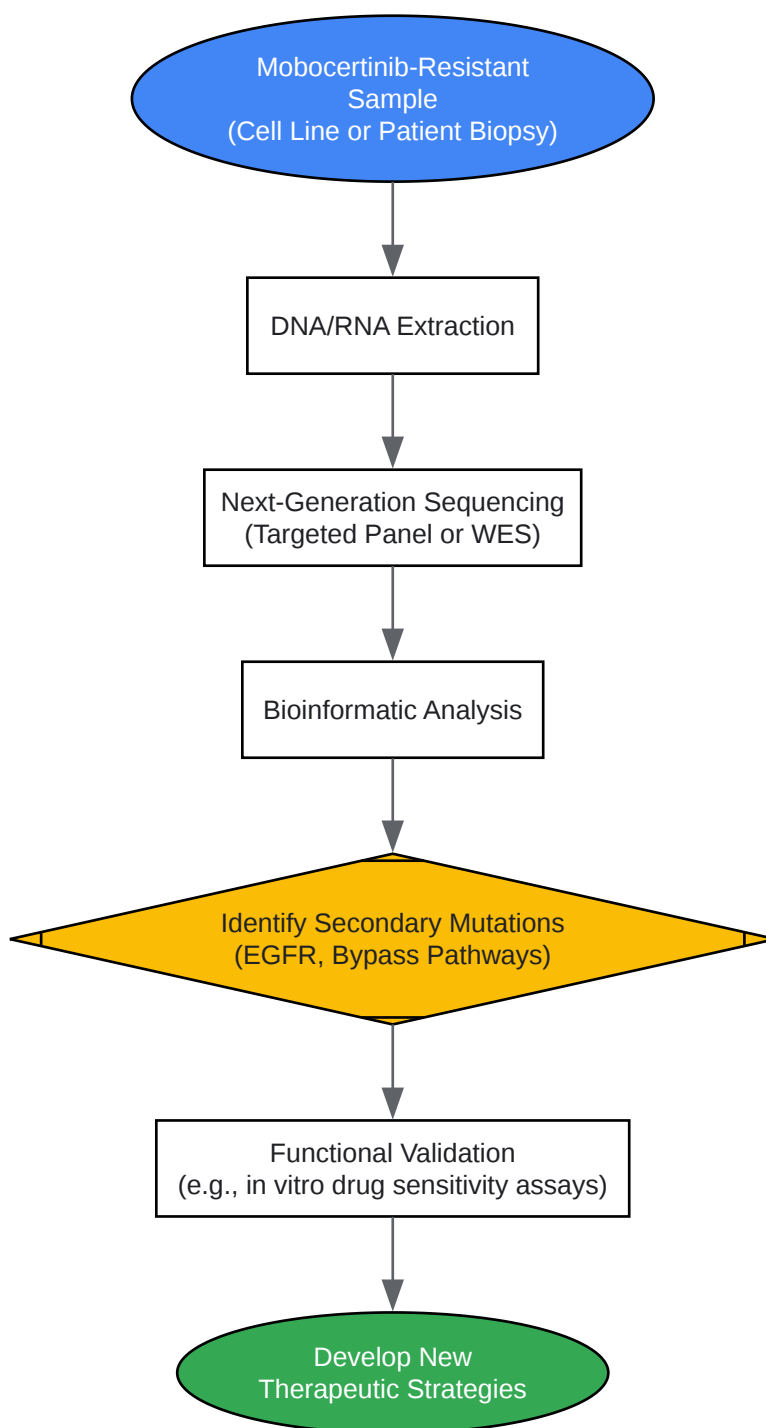 Mobocertinib-Resistant
Sample
(Cell Line or Patient Biopsy)
DNA/RNA Extraction
Next-Generation Sequencing
(Targeted Panel or WES)
Bioinformatic Analysis
Identify Secondary Mutations
(EGFR, Bypass Pathways)
Functional Validation
(e.g., in vitro drug sensitivity assays)
Develop New
Therapeutic Strategies